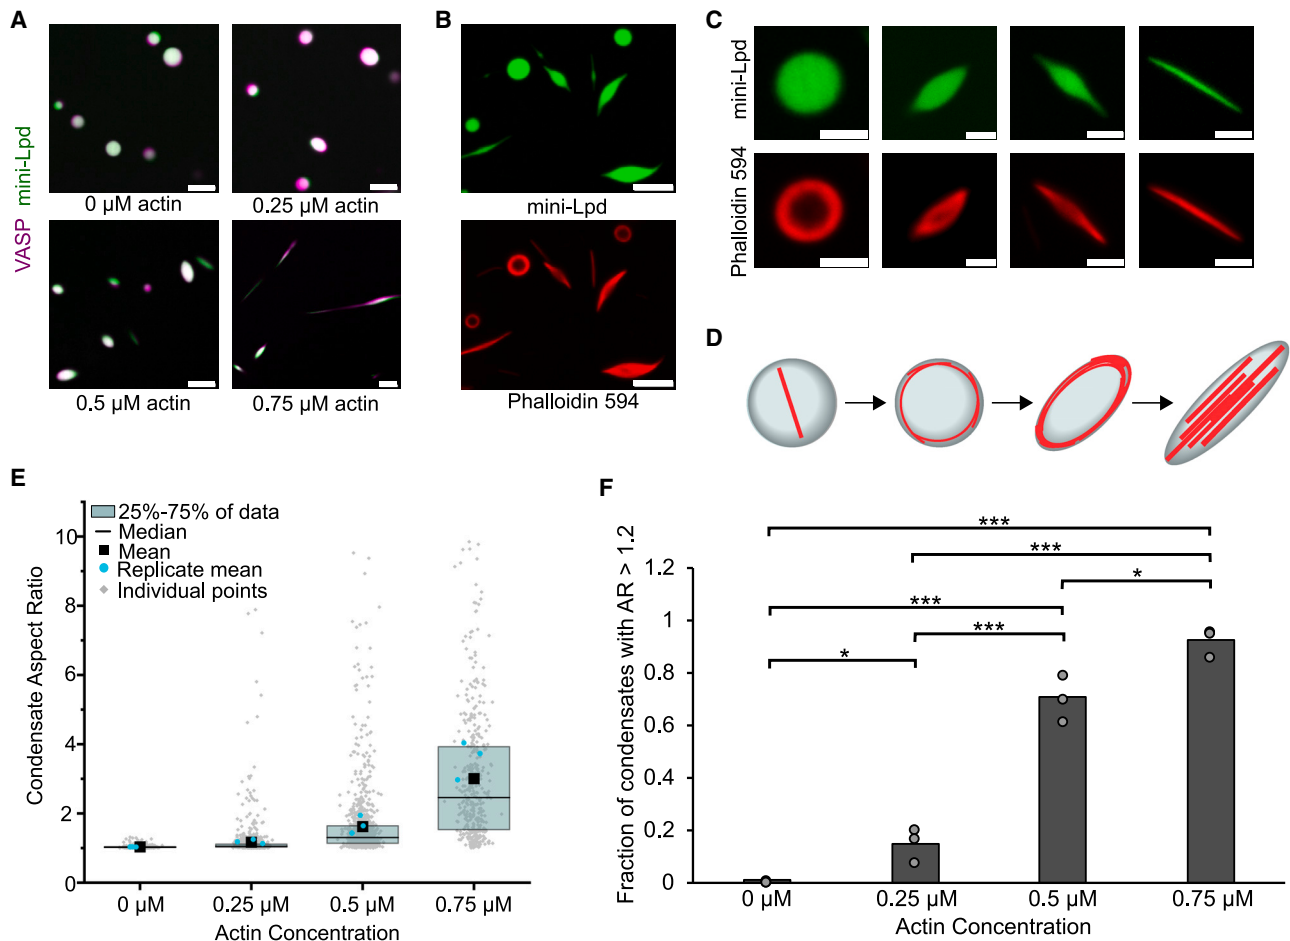 A
B
C
VASP mini-Lpd
0 µM actin
0.25 µM actin
0.5 µM actin
0.75 µM actin
mini-Lpd
Phalloidin 594
mini-Lpd
Phalloidin 594
D
E
25%-75% of data
Median
Mean
Replicate mean
Individual points
Condensate Aspect Ratio
10
8
6
4
2
0
0 µM
0.25 µM
0.5 µM
0.75 µM
Actin Concentration
F
Fraction of condensates with AR > 1.2
***
***
*
***
***
*
1.2
1
0.8
0.6
0.4
0.2
0
0 µM
0.25 µM
0.5 µM
0.75 µM
Actin Concentration